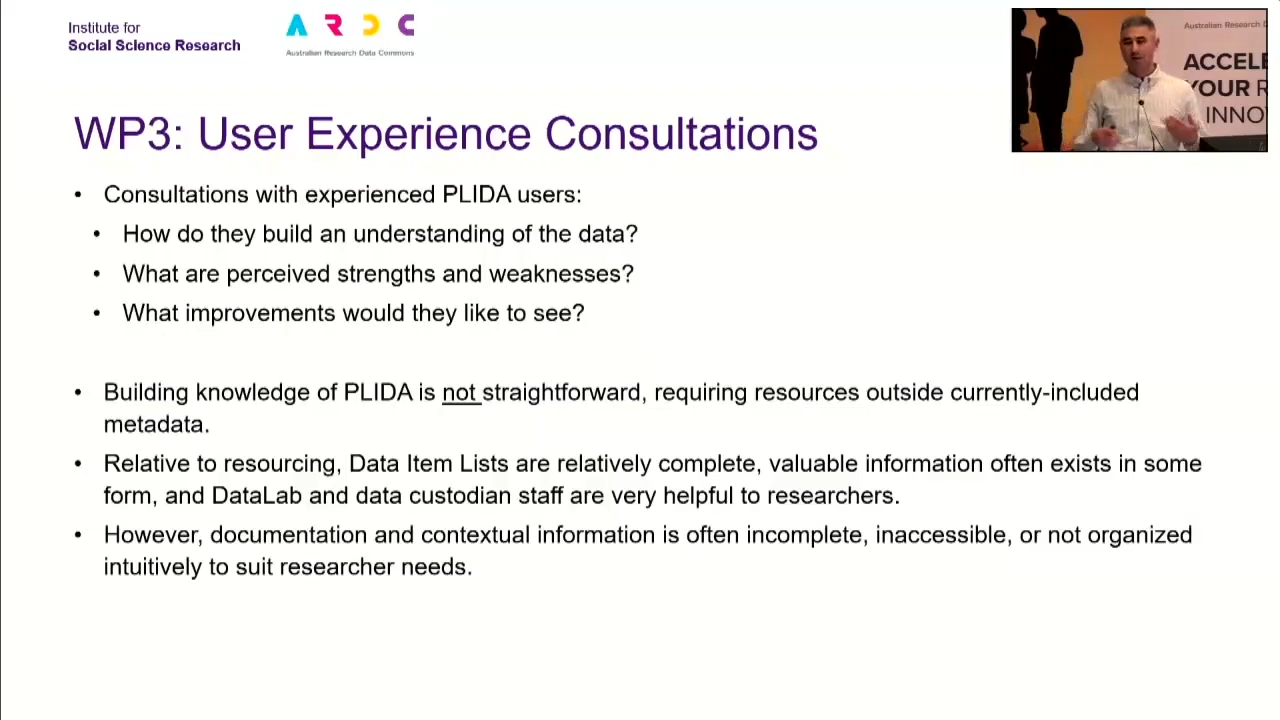 Institute for
Social Science Research
ARDC
Australian Research Data Commons
Australian Research D
ACCELE
YOUR R
INNO
WP3: User Experience Consultations
• Consultations with experienced PLIDA users:
• How do they build an understanding of the data?
• What are perceived strengths and weaknesses?
• What improvements would they like to see?
• Building knowledge of PLIDA is not straightforward, requiring resources outside currently-included
metadata.
• Relative to resourcing, Data Item Lists are relatively complete, valuable information often exists in some
form, and DataLab and data custodian staff are very helpful to researchers.
• However, documentation and contextual information is often incomplete, inaccessible, or not organized
intuitively to suit researcher needs.